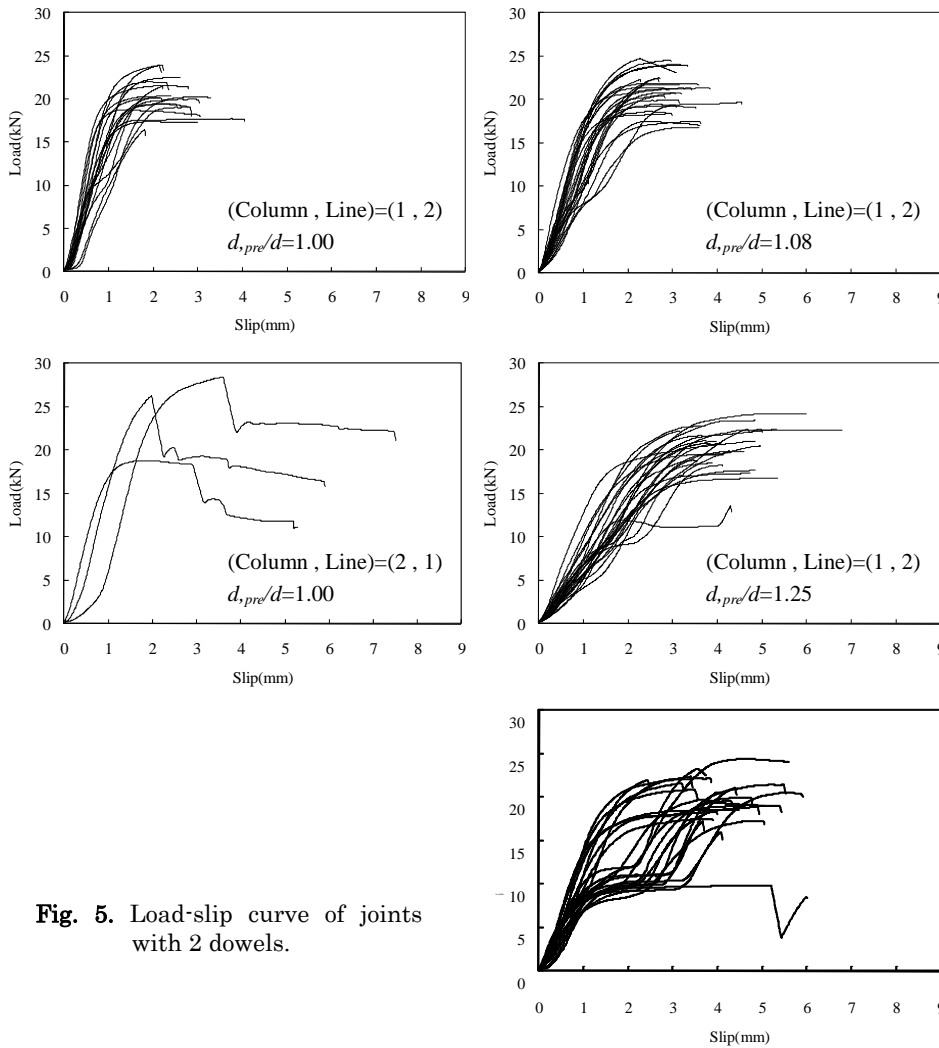 30
25
20
15
10
5
0
Load(kN)
(Column , Line)=(1 , 2)
d,pre/d=1.00
0 1 2 3 4 5 6 7 8 9
Slip(mm)
30
25
20
15
10
5
0
Load(kN)
(Column , Line)=(1 , 2)
d,pre/d=1.08
0 1 2 3 4 5 6 7 8 9
Slip(mm)
30
25
20
15
10
5
0
Load(kN)
(Column , Line)=(2 , 1)
d,pre/d=1.00
0 1 2 3 4 5 6 7 8 9
Slip(mm)
30
25
20
15
10
5
0
Load(kN)
(Column , Line)=(1 , 2)
d,pre/d=1.25
0 1 2 3 4 5 6 7 8 9
Slip(mm)
30
25
20
15
10
5
0
0 1 2 3 4 5 6 7 8 9
Slip(mm)
Fig. 5. Load-slip curve of joints
with 2 dowels.